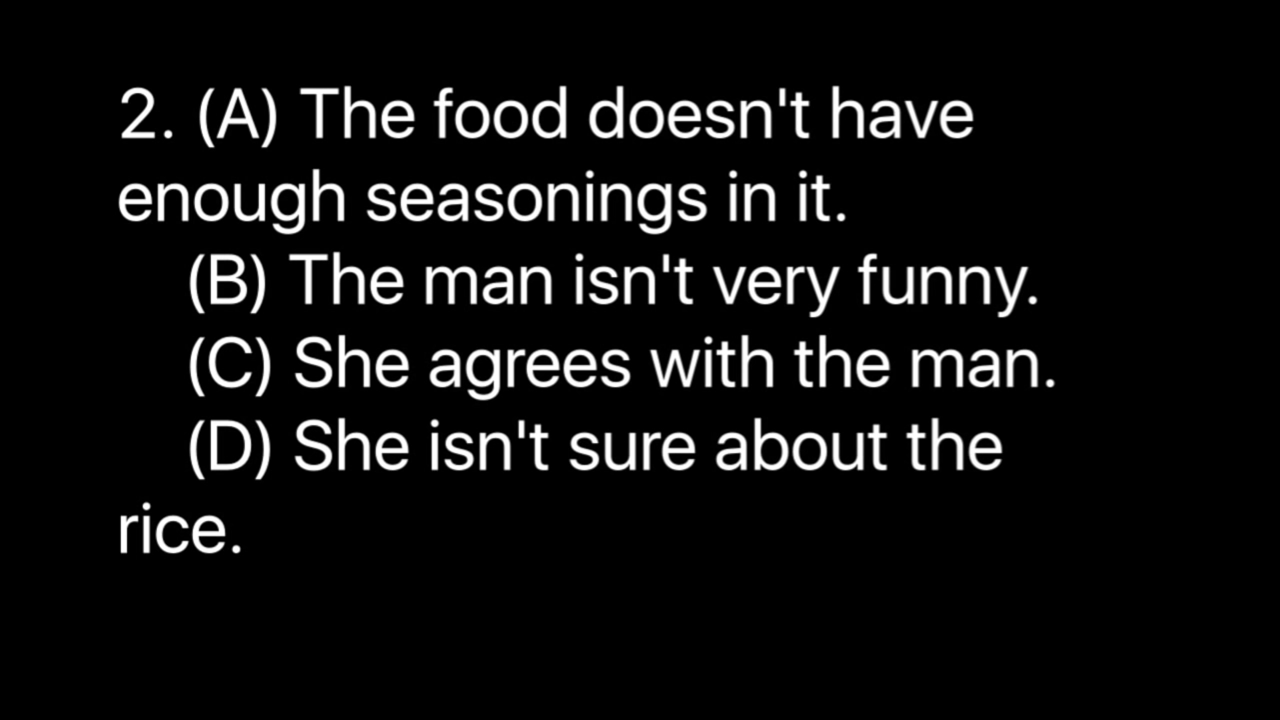 2. (A) The food doesn't have
enough seasonings in it.
(B) The man isn't very funny.
(C) She agrees with the man.
(D) She isn't sure about the
rice.